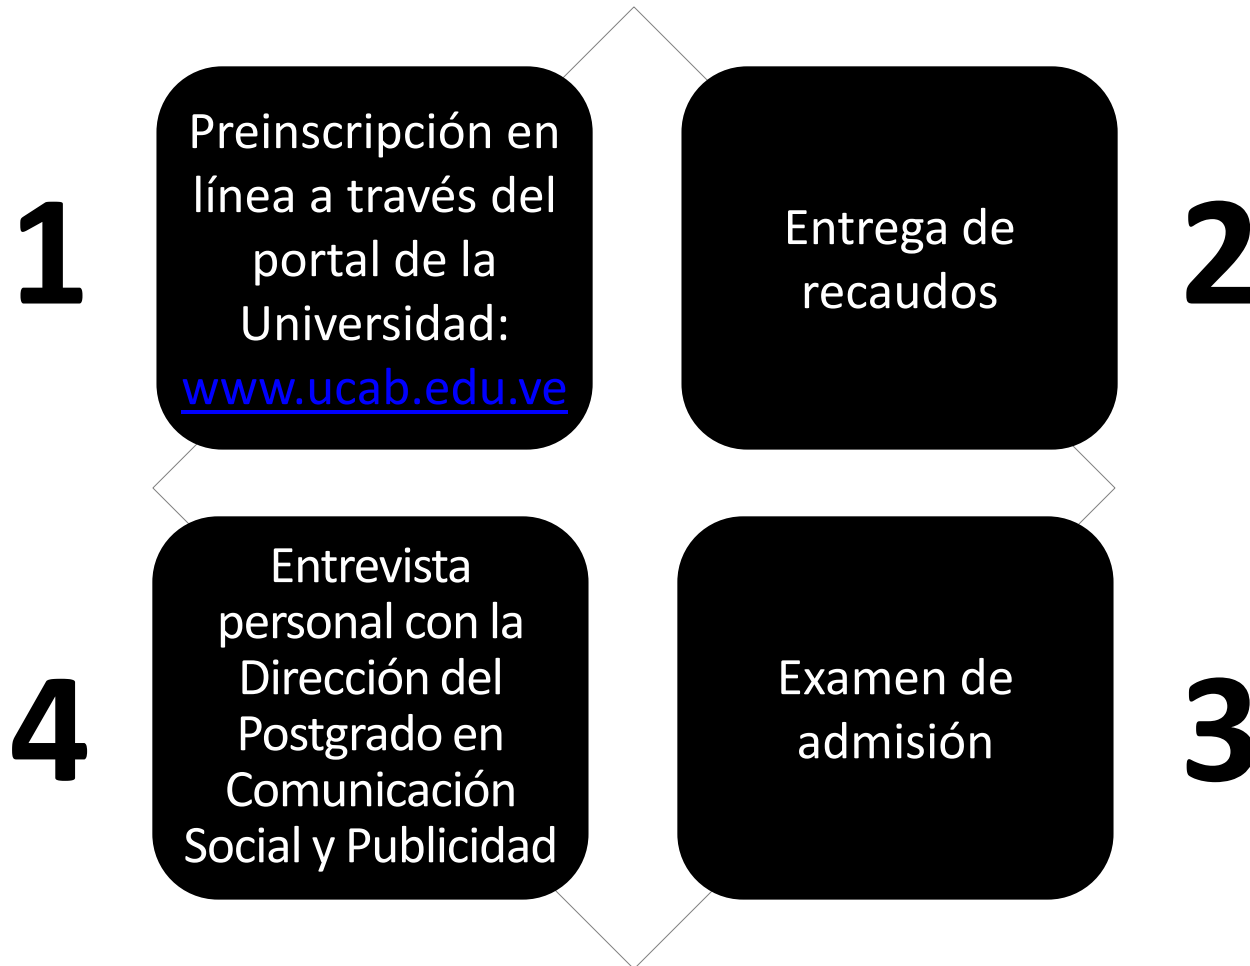 1
Preinscripción en
línea a través del
portal de la
Universidad:
www.ucab.edu.ve
Entrega de
recaudos
2
4
Entrevista
personal con la
Dirección del
Postgrado en
Comunicación
Social y Publicidad
Examen de
admisión
3